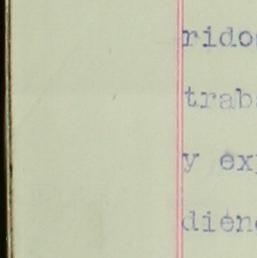 rido
trab
y ex
dien